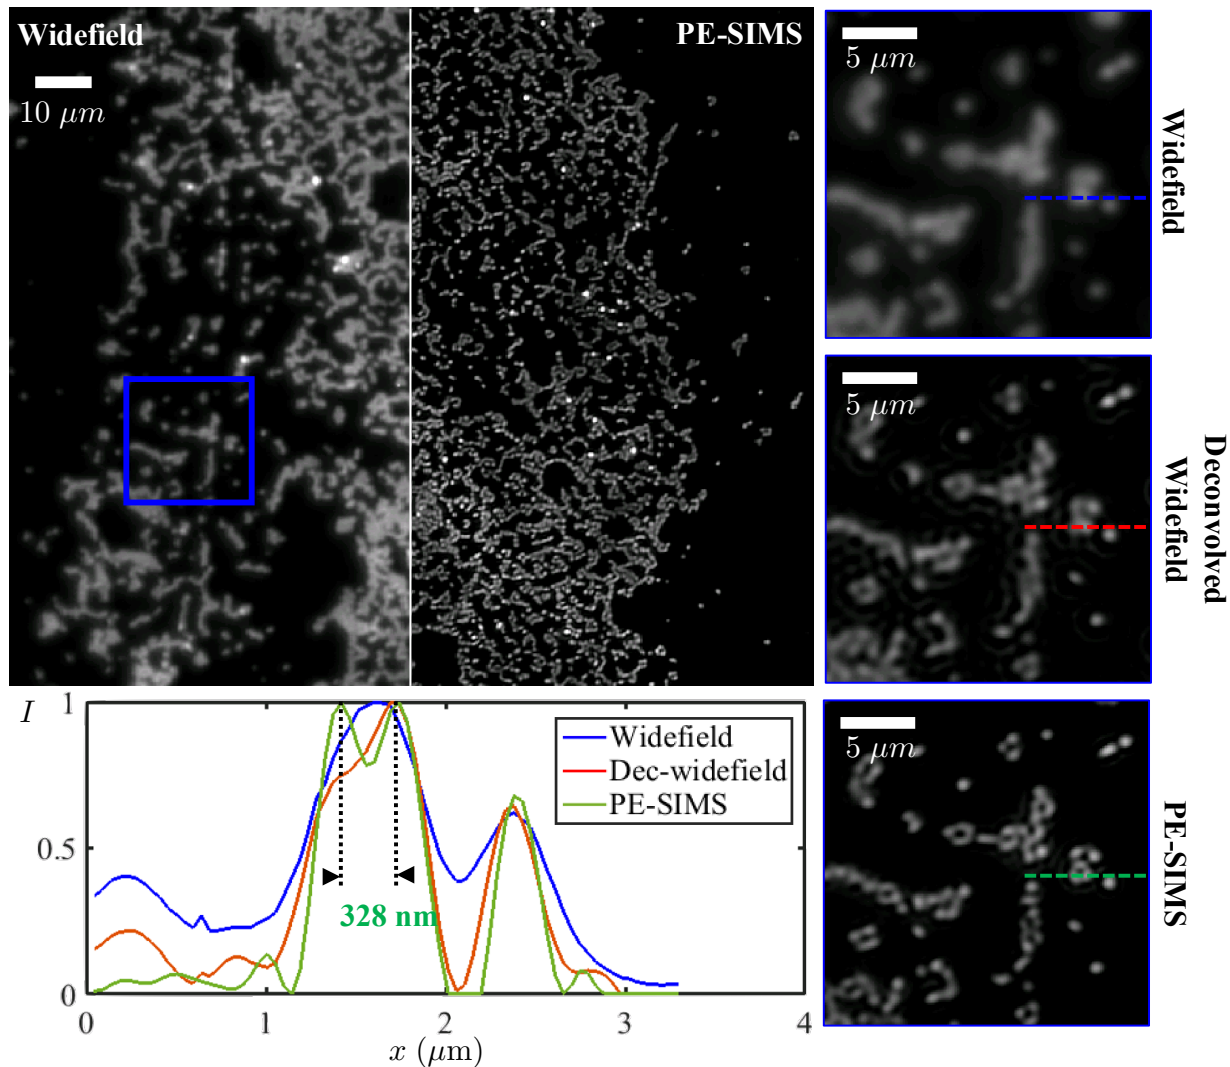 Widefield
PE-SIMS
10 μm
5 μm
Widefield
5 μm
Deconvolved
Widefield
5 μm
PE-SIMS
I
1
0.5
0
Widefield
Dec-widefield
PE-SIMS
328 nm
0
1
2
3
4
x (μm)